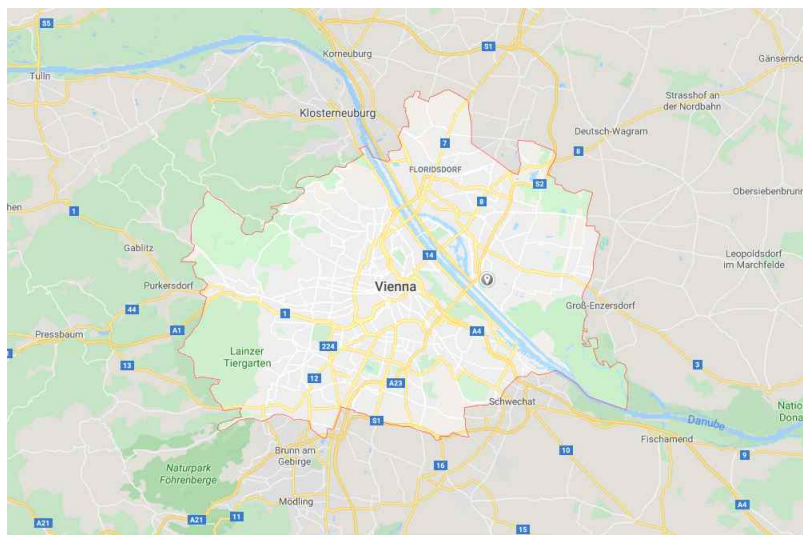 S5
S1
Korneuburg
Gänserndo
Tulln
Strasshof an
der Nordbahn
Klosterneuburg
Deutsch-Wagram
7
8
FLORIDSDORF
S2
Obersiebenbrunn
8
1
chen
Gablitz
14
Leopoldsdorf
im Marchfelde
Purkersdorf
Vienna
Groß-Enzersdorf
44
1
A1
A4
Pressbaum
224
Lainzer
Tiergarten
13
3
12
A23
Schwechat
Natio
Dona
S1
Danube
Fischamend
Brunn am
Gebirge
10
9
16
Naturpark
Föhrenberge
Mödling
A4
11
A21
A21
15